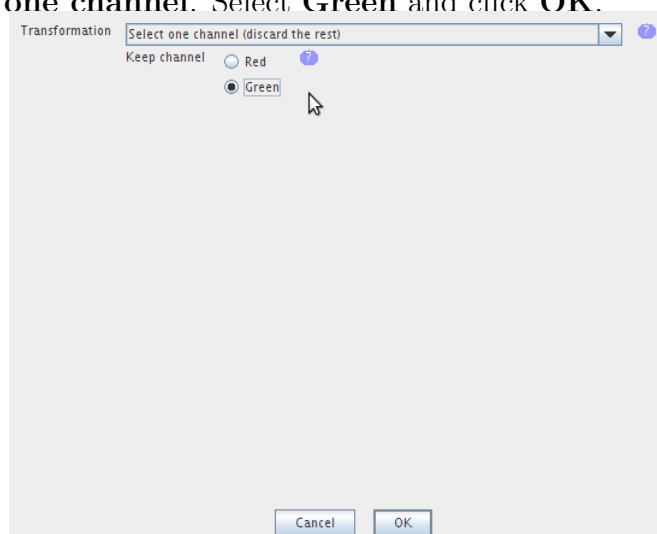 one channel. Select Green and click OK.
Transformation Select one channel (discard the rest) ?
Keep channel Red ?
Green
Cancel OK